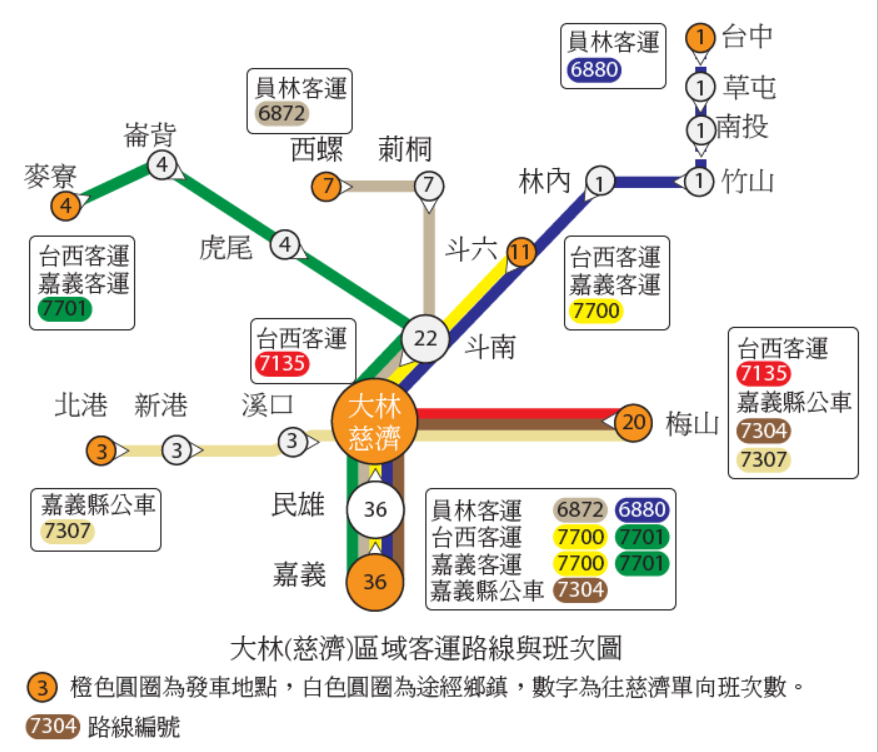 員林客運
6880
1 台中
1 草屯
1 南投
員林客運
6872
崙背
4
西螺
7
莿桐
7
林內
1
1 竹山
麥寮
4
台西客運
嘉義客運
7701
虎尾 4
斗六 11
台西客運
嘉義客運
7700
22 斗南
台西客運
7135
台西客運
7135
嘉義縣公車
7304
7307
北港 新港 溪口
3 3 3
大林
慈濟
20 梅山
嘉義縣公車
7307
民雄 36
嘉義 36
員林客運 6872 6880
台西客運 7700 7701
嘉義客運 7700 7701
嘉義縣公車 7304
大林(慈濟)區域客運路線與班次圖
3 橙色圓圈為發車地點，白色圓圈為途經鄉鎮，數字為往慈濟單向班次數。
7304 路線編號